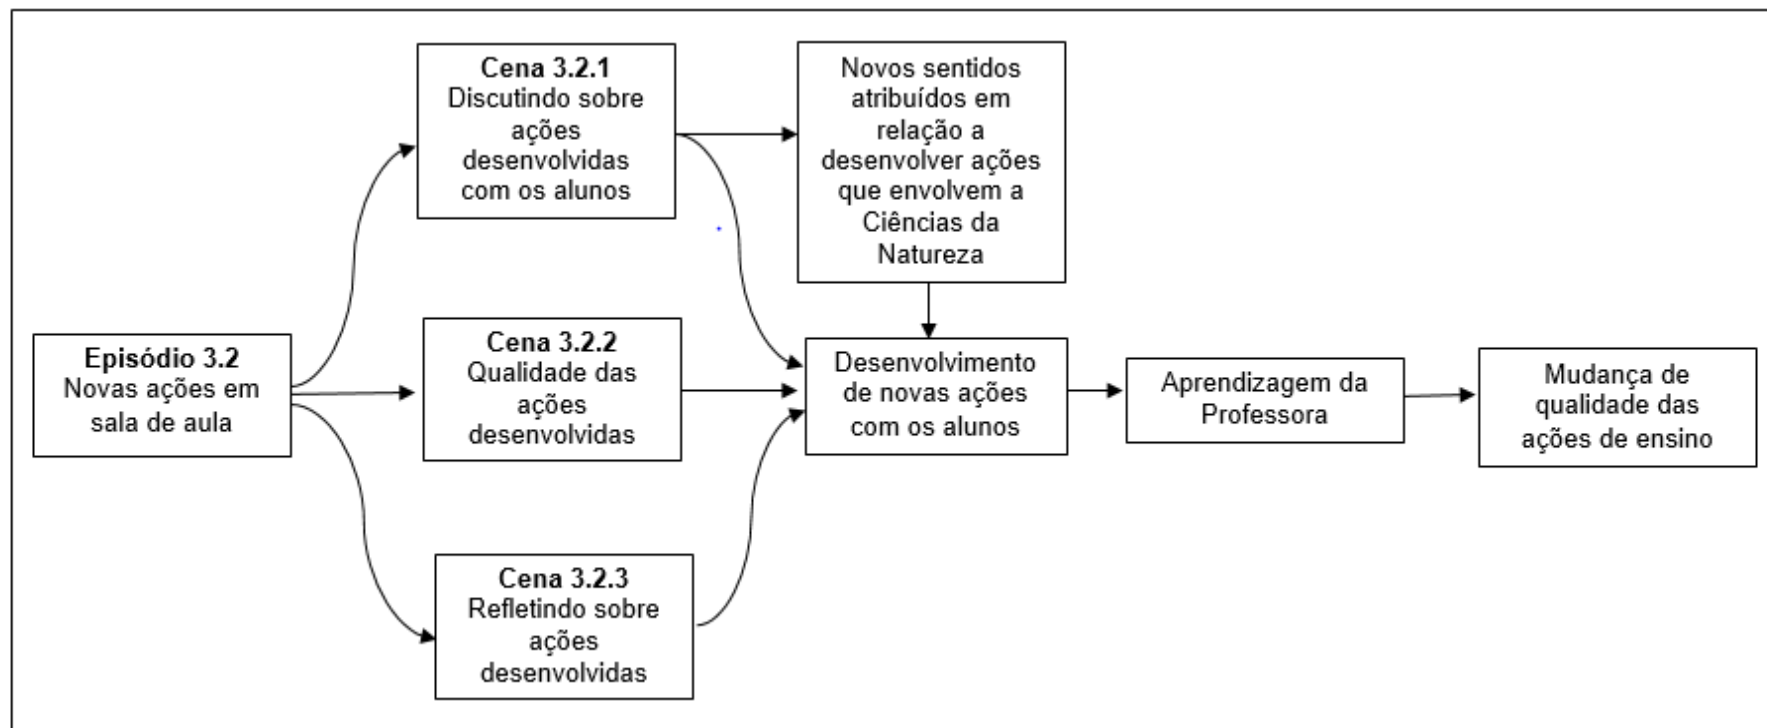 Episódio 3.2
Novas ações em
sala de aula
Cena 3.2.1
Discutindo sobre
ações
desenvolvidas
com os alunos
Cena 3.2.2
Qualidade das
ações
desenvolvidas
Cena 3.2.3
Refletindo sobre
ações
desenvolvidas
Novos sentidos
atribuídos em
relação a
desenvolver ações
que envolvem a
Ciências da
Natureza
Desenvolvimento
de novas ações
com os alunos
Aprendizagem da
Professora
Mudança de
qualidade das
ações de ensino